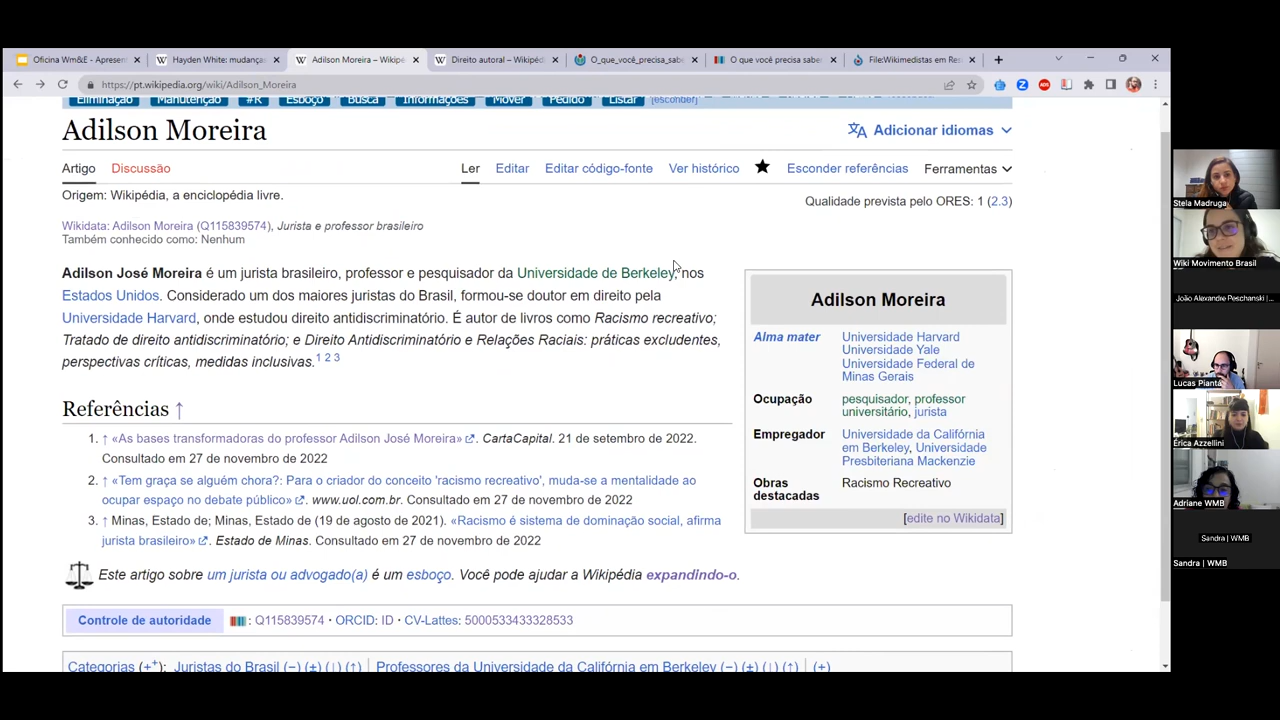 Oficina Wm&E - Apresent
Hayden White: mudança
Adilson Moreira – Wikipe
Direito autoral – Wikipéd
O_que_você_precisa_sabe
O que você precisa saber
File:Wikimedistas em Res
https://pt.wikipedia.org/wiki/Adilson_Moreira
Eliminação Manutenção #R Esboço Busca Informações Mover Pedido Listar [esconder]
Adilson Moreira
Adicionar idiomas
Artigo Discussão Ler Editar Editar código-fonte Ver histórico Esconder referências Ferramentas
Origem: Wikipédia, a enciclopédia livre.
Qualidade prevista pelo ORES: 1 (2.3)
Wikidata: Adilson Moreira (Q115839574), Jurista e professor brasileiro
Também conhecido como: Nenhum
Adilson José Moreira é um jurista brasileiro, professor e pesquisador da Universidade de Berkeley, nos
Estados Unidos. Considerado um dos maiores juristas do Brasil, formou-se doutor em direito pela
Universidade Harvard, onde estudou direito antidiscriminatório. É autor de livros como Racismo recreativo;
Tratado de direito antidiscriminatório; e Direito Antidiscriminatório e Relações Raciais: práticas excludentes,
perspectivas críticas, medidas inclusivas.1 2 3
Adilson Moreira
Alma mater Universidade Harvard
Universidade Yale
Universidade Federal de
Minas Gerais
Ocupação pesquisador, professor
universitário, jurista
Empregador Universidade da Califórnia
em Berkeley, Universidade
Presbiteriana Mackenzie
Obras Racismo Recreativo
destacadas
[edite no Wikidata]
Referências ↑
1. ↑ «As bases transformadoras do professor Adilson José Moreira». CartaCapital. 21 de setembro de 2022.
Consultado em 27 de novembro de 2022
2. ↑ «Tem graça se alguém chora?: Para o criador do conceito 'racismo recreativo', muda-se a mentalidade ao
ocupar espaço no debate público». www.uol.com.br. Consultado em 27 de novembro de 2022
3. ↑ Minas, Estado de; Minas, Estado de (19 de agosto de 2021). «Racismo é sistema de dominação social, afirma
jurista brasileiro». Estado de Minas. Consultado em 27 de novembro de 2022
Este artigo sobre um jurista ou advogado(a) é um esboço. Você pode ajudar a Wikipédia expandindo-o.
Controle de autoridade : Q115839574 · ORCID: ID · CV-Lattes: 5000533433328533
Categorias (++): Juristas do Brasil (−) (±) (↓) (↑) | Professores da Universidade da Califórnia em Berkeley (−) (±) (↓) (↑) | (+)
Stela Madruga
Wiki Movimento Brasil
João Alexandre Peschanski |...
Lucas Piantá
Érica Azzellini
Adriane WMB
Sandra | WMB
Sandra | WMB